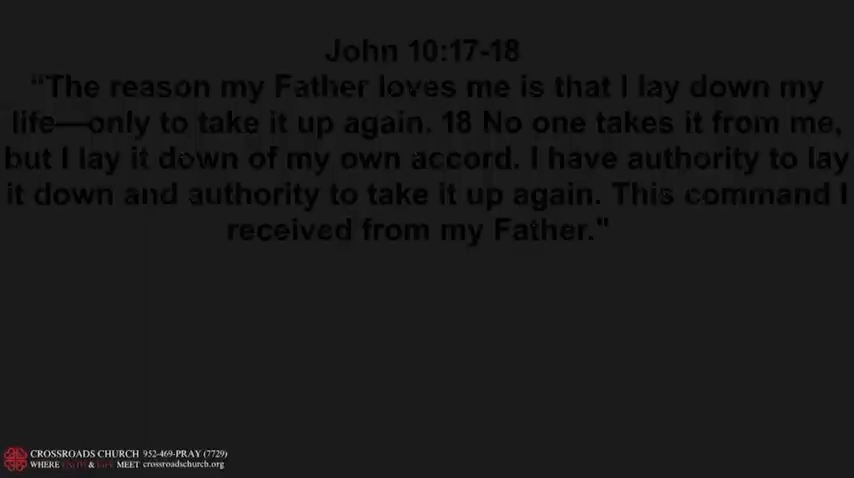 John 10:17-18
"The reason my Father loves me is that I lay down my
life—only to take it up again. 18 No one takes it from me,
but I lay it down of my own accord. I have authority to lay
it down and authority to take it up again. This command I
received from my Father."
CROSSROADS CHURCH 952-469-PRAY (7729)
WHERE FAITH & LIFE MEET crossroadschurch.org